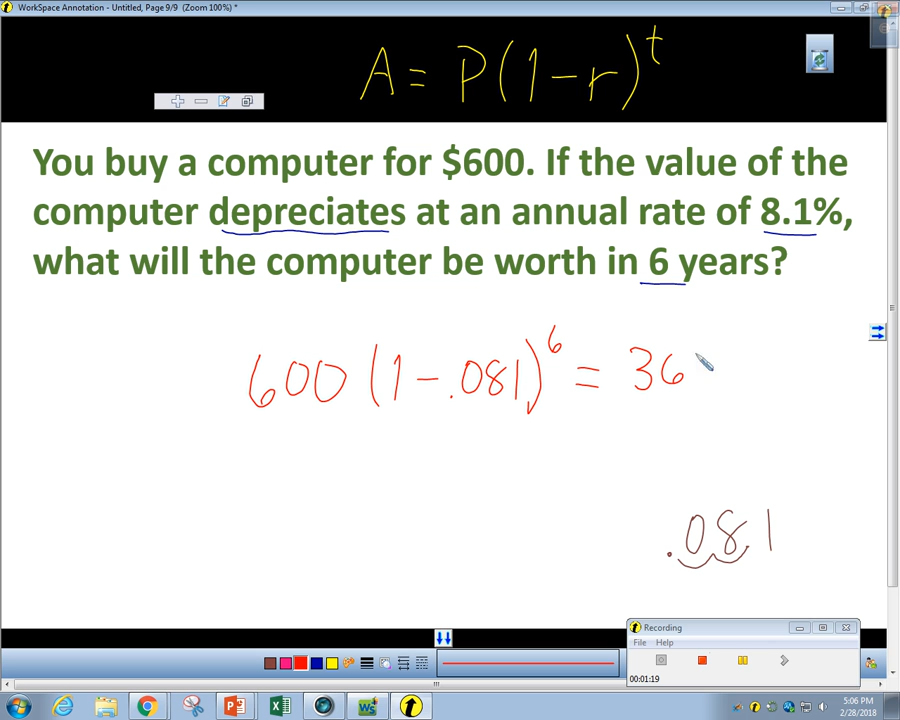 WorkSpace Annotation - Untitled, Page 9/9 (Zoom 100%) *
A = P(1 - r)^t
You buy a computer for $600. If the value of the
computer depreciates at an annual rate of 8.1%,
what will the computer be worth in 6 years?
600 (1 - .081)^6 = 36
.08.1
Recording
File Help
00:01:19
5:06 PM
2/28/2018